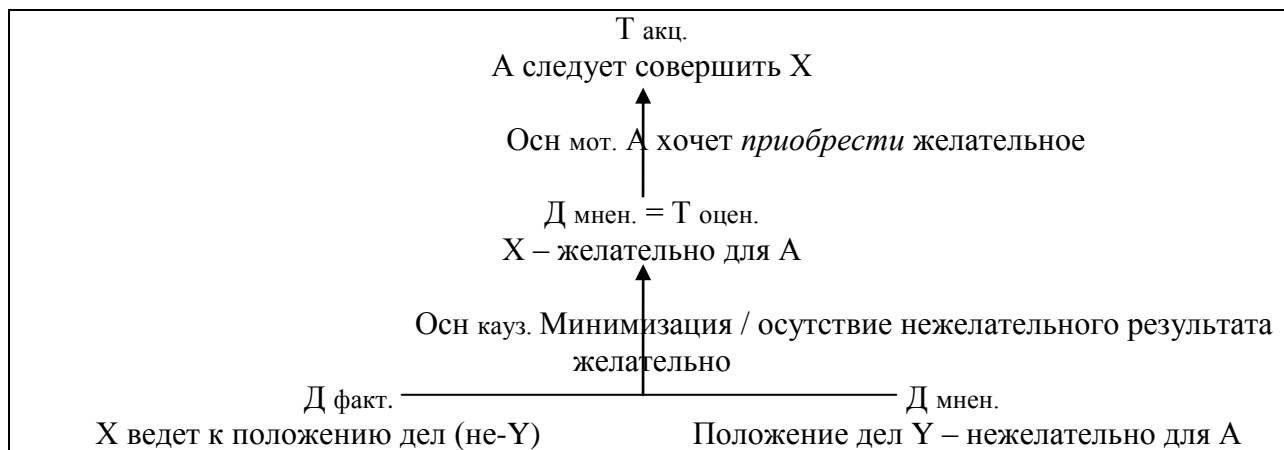 Т акц.
А следует совершить X
Осн мот. А хочет приобрести желательное
Д мнен. = Т оцен.
X – желательно для А
Осн кауз. Минимизация / осутствие нежелательного результата
желательно
Д факт. Д мнен.
X ведет к положению дел (не-Y) Положение дел Y – нежелательно для А